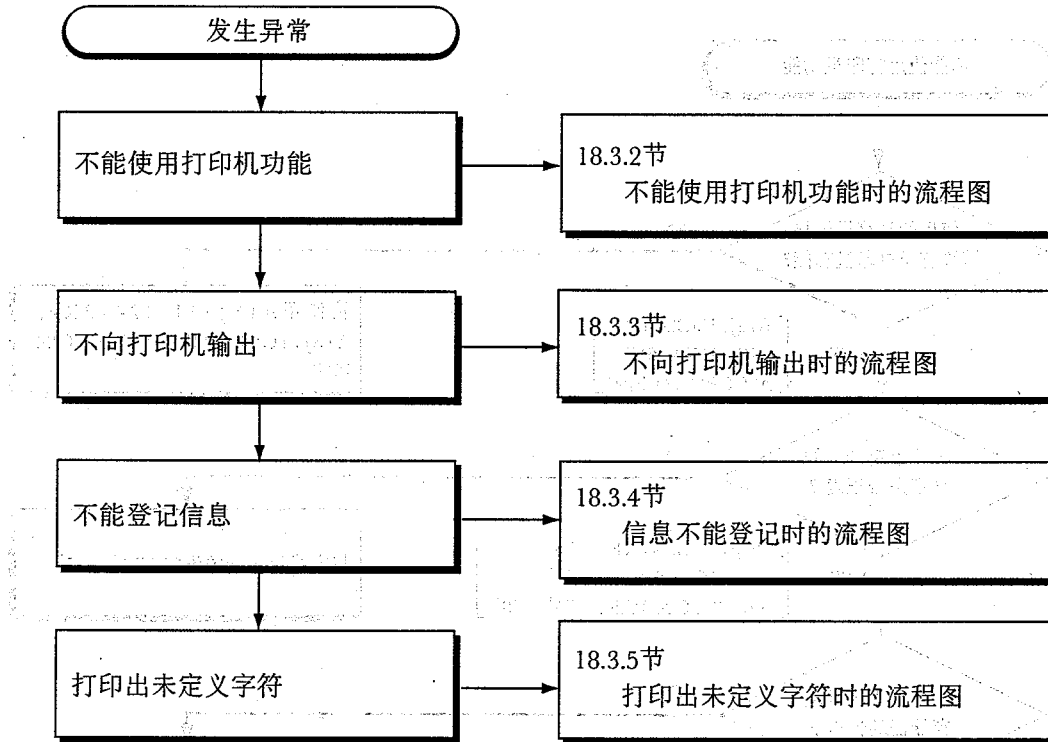 发生异常
不能使用打印机功能
18.3.2节
不能使用打印机功能时的流程图
不向打印机输出
18.3.3节
不向打印机输出时的流程图
不能登记信息
18.3.4节
信息不能登记时的流程图
打印出未定义字符
18.3.5节
打印出未定义字符时的流程图